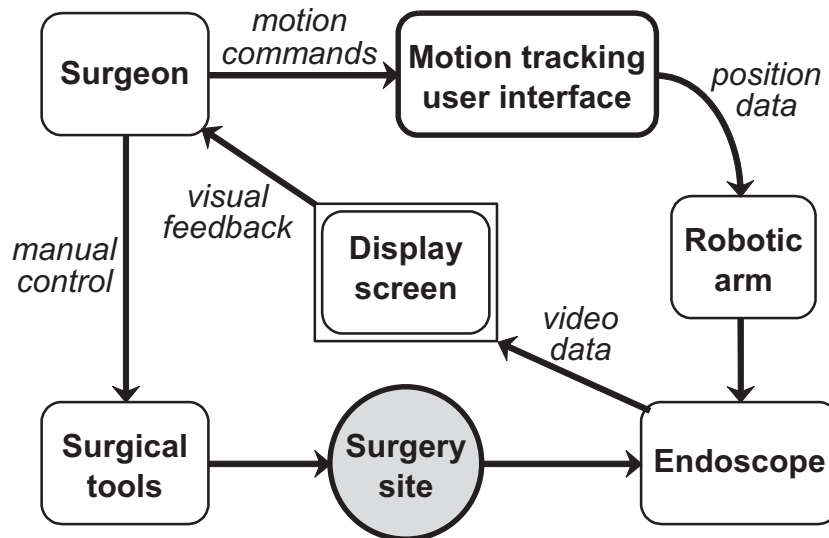 motion
commands
Surgeon
Motion tracking
user interface
position
data
visual
feedback
manual
control
Display
screen
Robotic
arm
video
data
Surgical
tools
Surgery
site
Endoscope